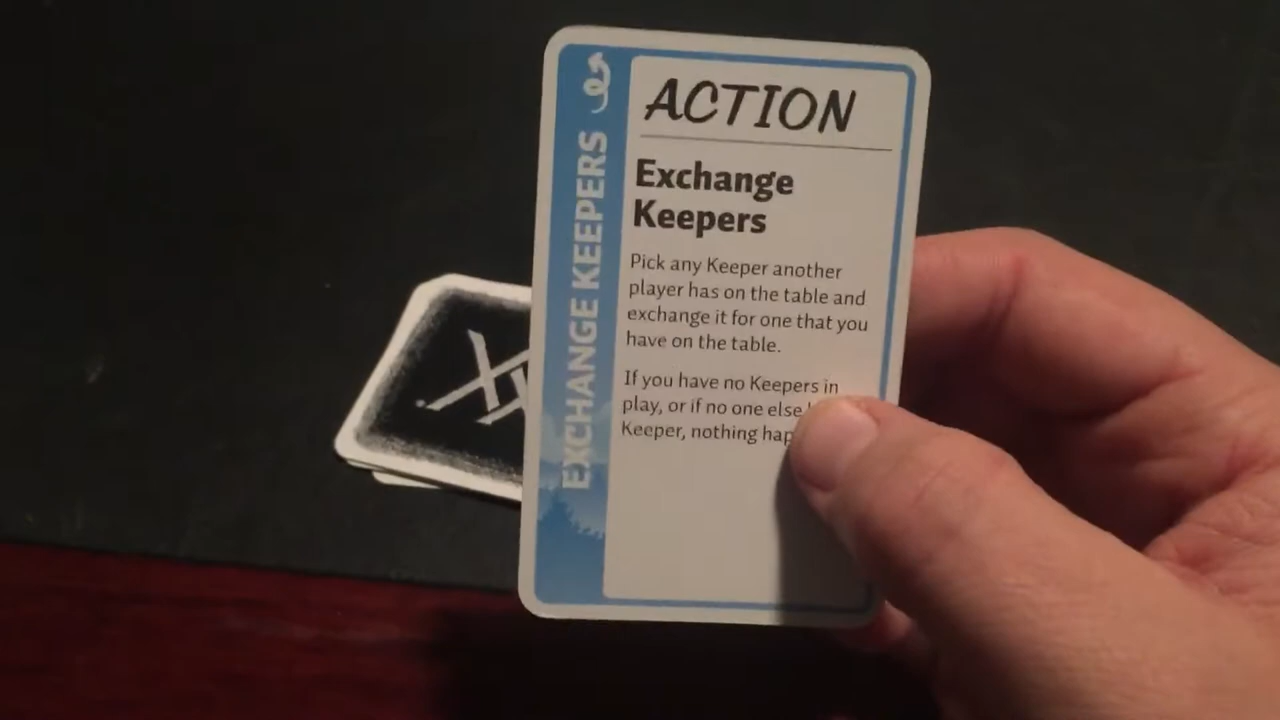 ACTION
EXCHANGE KEEPERS
Exchange
Keepers
Pick any Keeper another
player has on the table and
exchange it for one that you
have on the table.
If you have no Keepers in
play, or if no one else
Keeper, nothing